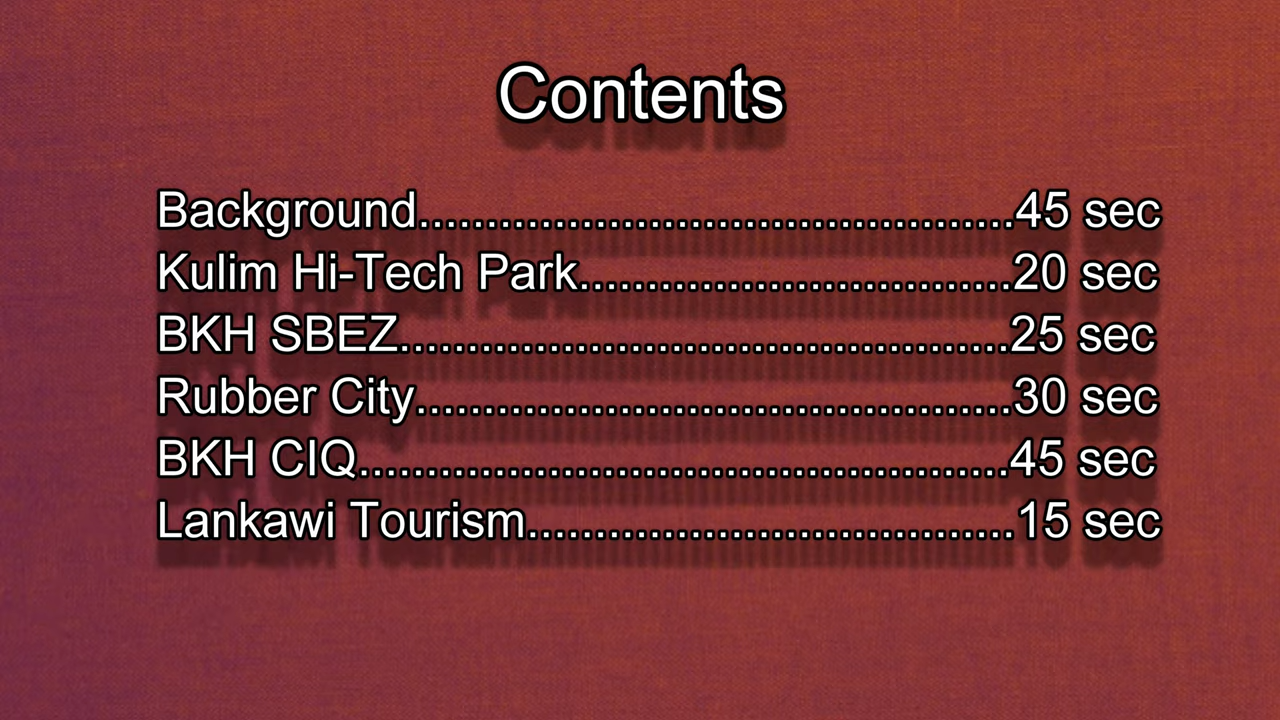 Contents
Background............................................45 sec
Kulim Hi-Tech Park................................20 sec
BKH SBEZ.............................................25 sec
Rubber City............................................30 sec
BKH CIQ................................................45 sec
Lankawi Tourism....................................15 sec